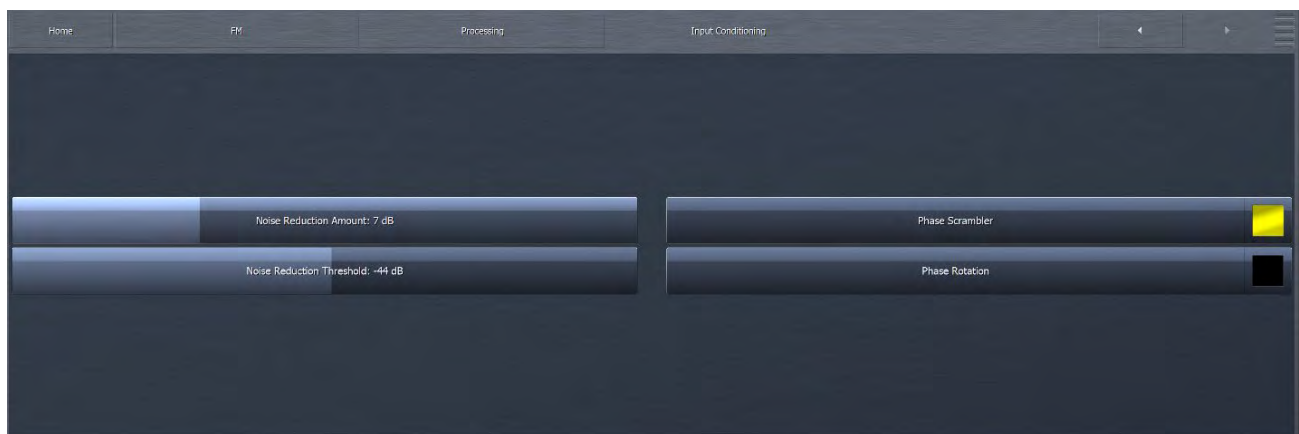 Home FM Processing Input Conditioning
Noise Reduction Amount: 7 dB
Phase Scrambler
Noise Reduction Threshold: -44 dB
Phase Rotation